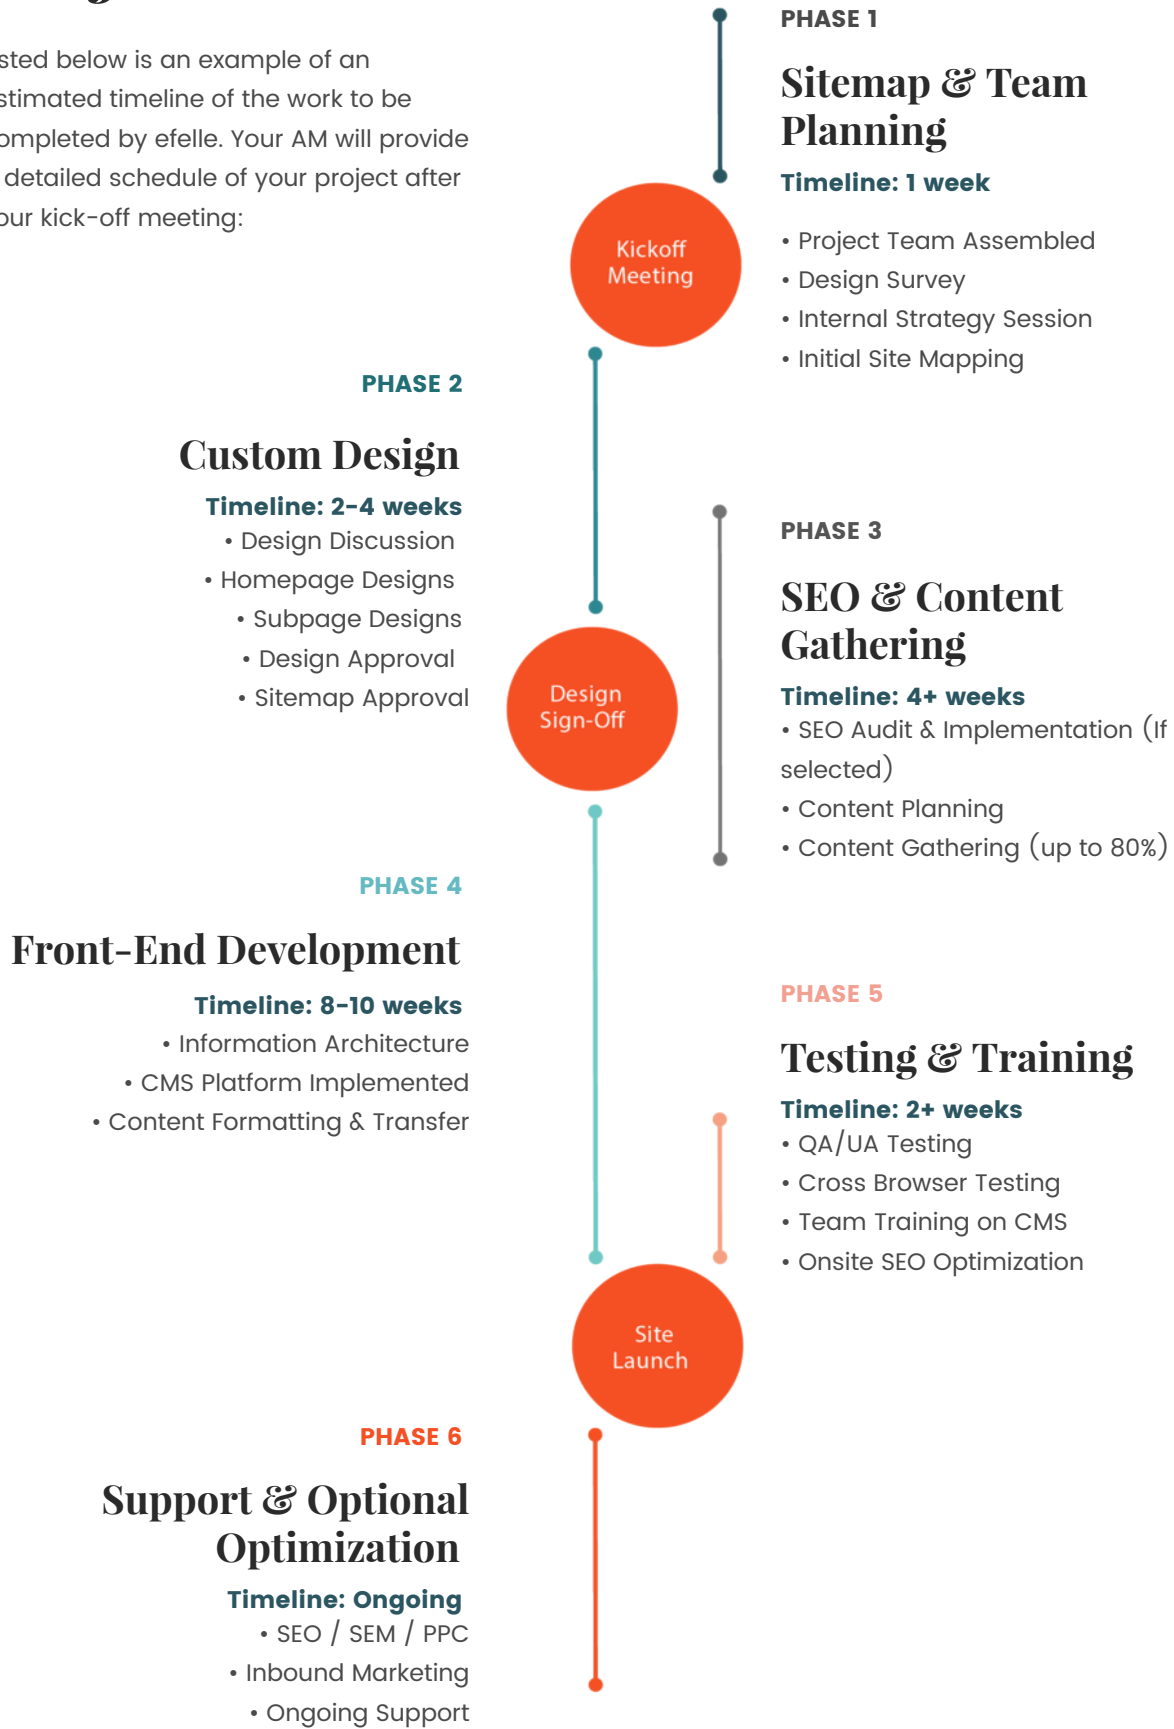 sted below is an example of an
stimated timeline of the work to be
ompleted by efelle. Your AM will provide
detailed schedule of your project after
our kick-off meeting:
PHASE 1
Sitemap & Team
Planning
Timeline: 1 week
• Project Team Assembled
• Design Survey
• Internal Strategy Session
• Initial Site Mapping
Kickoff
Meeting
PHASE 2
Custom Design
Timeline: 2-4 weeks
• Design Discussion
• Homepage Designs
• Subpage Designs
• Design Approval
• Sitemap Approval
PHASE 3
SEO & Content
Gathering
Timeline: 4+ weeks
• SEO Audit & Implementation (If
selected)
• Content Planning
• Content Gathering (up to 80%)
Design
Sign-Off
PHASE 4
Front-End Development
Timeline: 8-10 weeks
• Information Architecture
• CMS Platform Implemented
• Content Formatting & Transfer
PHASE 5
Testing & Training
Timeline: 2+ weeks
• QA/UA Testing
• Cross Browser Testing
• Team Training on CMS
• Onsite SEO Optimization
Site
Launch
PHASE 6
Support & Optional
Optimization
Timeline: Ongoing
• SEO / SEM / PPC
• Inbound Marketing
• Ongoing Support